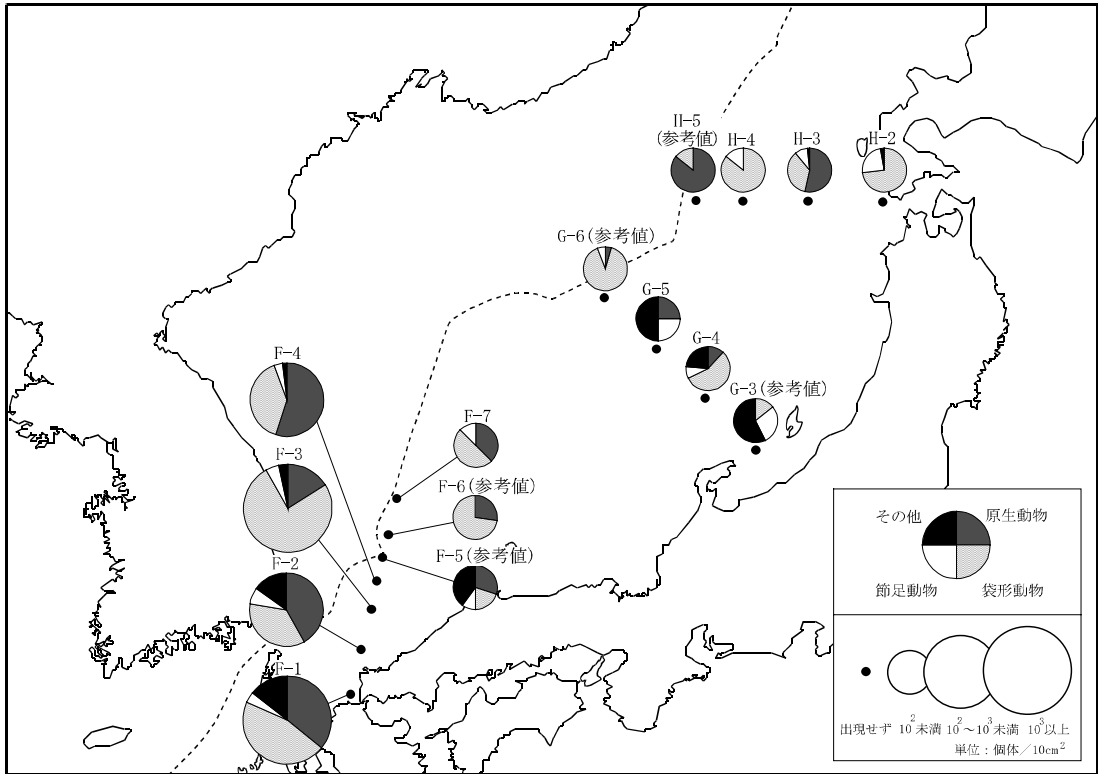 H-5
(参考値)
H-4
H-3
H-2
G-6(参考値)
G-5
G-4
G-3(参考値)
F-4
F-7
F-3
F-6(参考値)
F-5(参考値)
F-2
F-1
その他
原生動物
節足動物
袋形動物
出現せず 10²未満 10²～10³未満 10³以上
単位：個体／10cm²